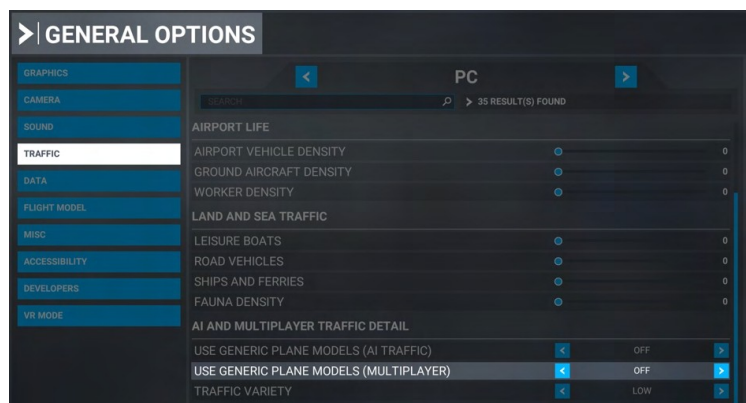 GENERAL OPTIONS
GRAPHICS
CAMERA
SOUND
TRAFFIC
DATA
FLIGHT MODEL
MISC
ACCESSIBILITY
DEVELOPERS
VR MODE
PC
SEARCH
35 RESULT(S) FOUND
AIRPORT LIFE
AIRPORT VEHICLE DENSITY 0
GROUND AIRCRAFT DENSITY 0
WORKER DENSITY 0
LAND AND SEA TRAFFIC
LEISURE BOATS 0
ROAD VEHICLES 0
SHIPS AND FERRIES 0
FAUNA DENSITY 0
AI AND MULTIPLAYER TRAFFIC DETAIL
USE GENERIC PLANE MODELS (AI TRAFFIC) OFF
USE GENERIC PLANE MODELS (MULTIPLAYER) OFF
TRAFFIC VARIETY LOW